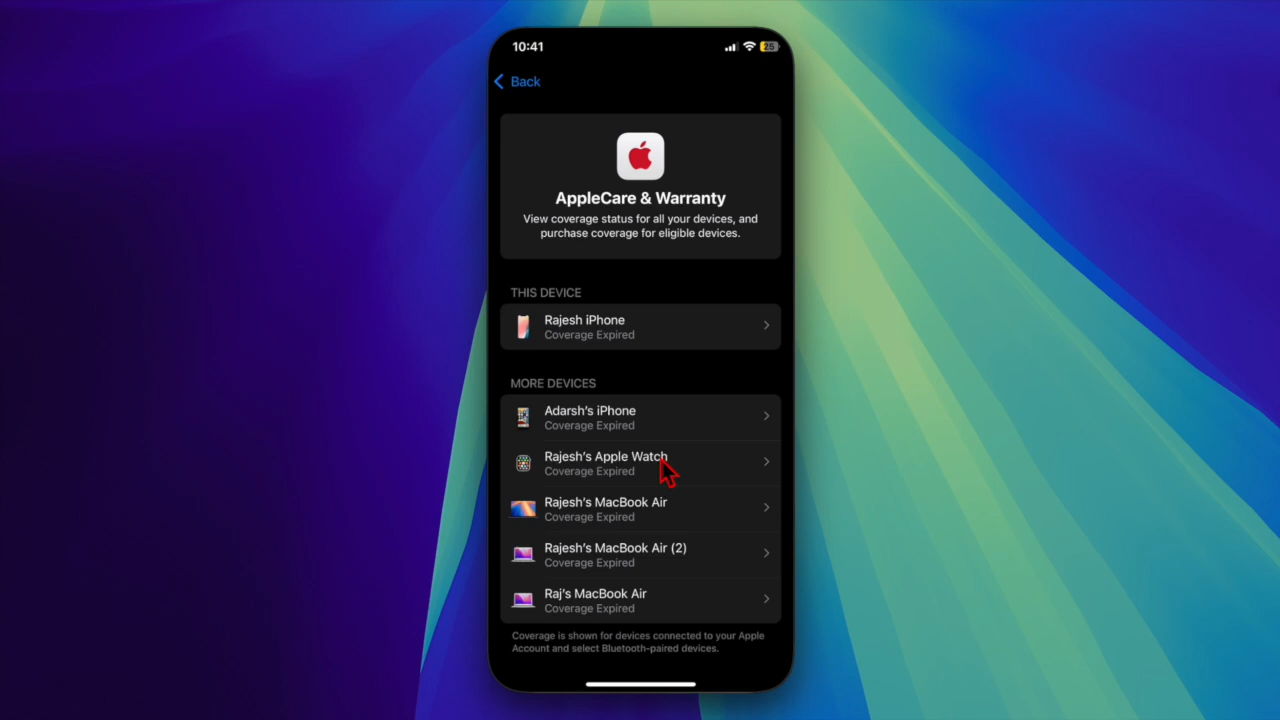 10:41
25
Back
AppleCare & Warranty
View coverage status for all your devices, and
purchase coverage for eligible devices.
THIS DEVICE
Rajesh iPhone
Coverage Expired
MORE DEVICES
Adarsh's iPhone
Coverage Expired
Rajesh's Apple Watch
Coverage Expired
Rajesh's MacBook Air
Coverage Expired
Rajesh's MacBook Air (2)
Coverage Expired
Raj's MacBook Air
Coverage Expired
Coverage is shown for devices connected to your Apple
Account and select Bluetooth-paired devices.